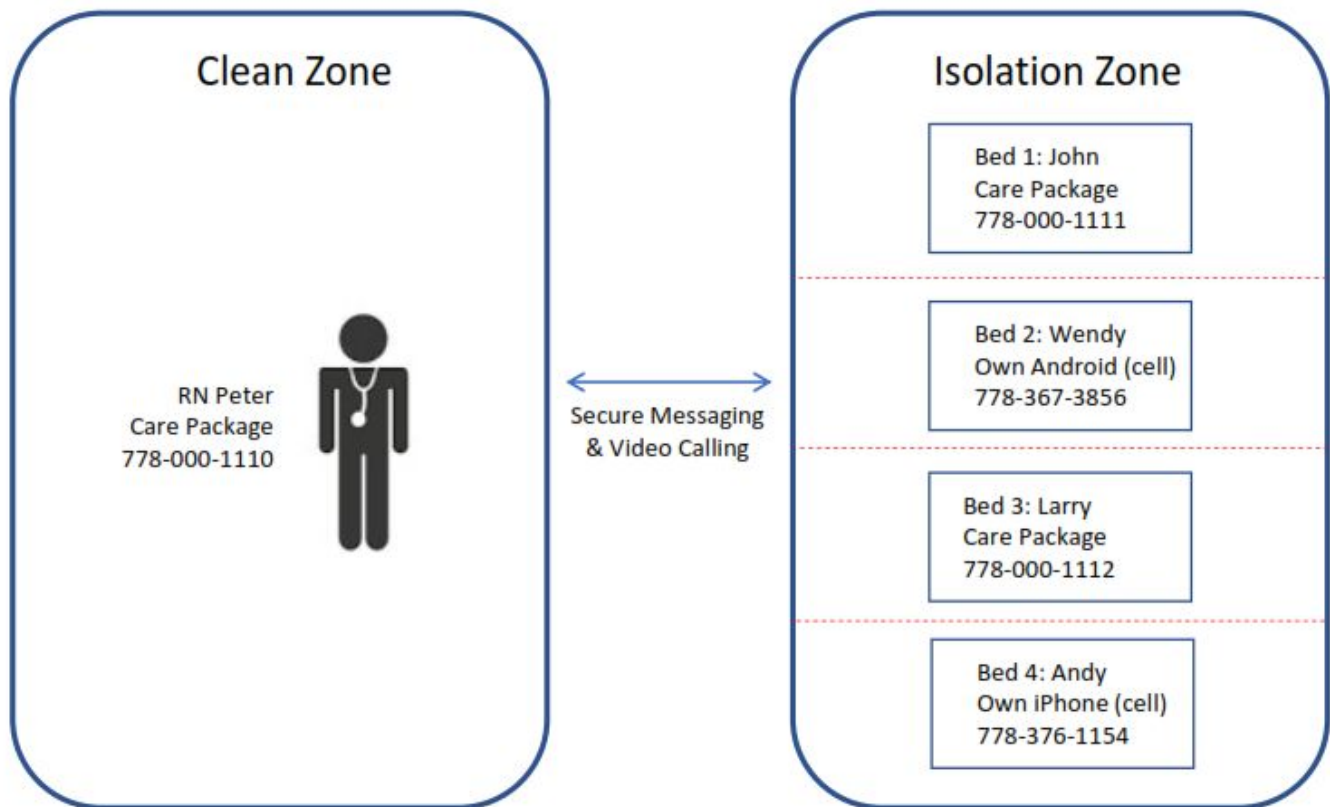 Clean Zone
RN Peter
Care Package
778-000-1110
Secure Messaging
& Video Calling
Isolation Zone
Bed 1: John
Care Package
778-000-1111
Bed 2: Wendy
Own Android (cell)
778-367-3856
Bed 3: Larry
Care Package
778-000-1112
Bed 4: Andy
Own iPhone (cell)
778-376-1154